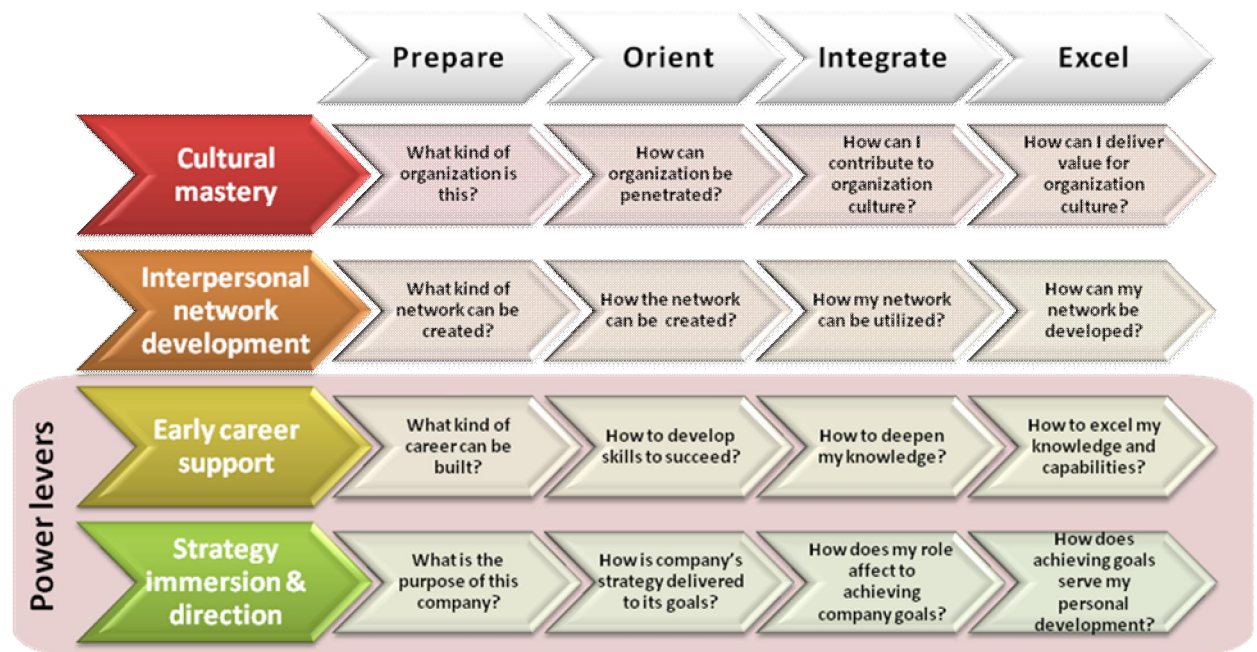 Prepare
Orient
Integrate
Excel
Cultural
mastery
What kind of
organization is
this?
How can
organization be
penetrated?
How can I
contribute to
organization
culture?
How can I deliver
value for
organization
culture?
Interpersonal
network
development
What kind of
network can be
created?
How the network
can be created?
How my network
can be utilized?
How can my
network be
developed?
Power levers
Early career
support
What kind of
career can be
built?
How to develop
skills to succeed?
How to deepen
my knowledge?
How to excel my
knowledge and
capabilities?
Strategy
immersion &
direction
What is the
purpose of this
company?
How is company's
strategy delivered
to its goals?
How does my role
affect to
achieving
company goals?
How does
achieving goals
serve my
personal
development?